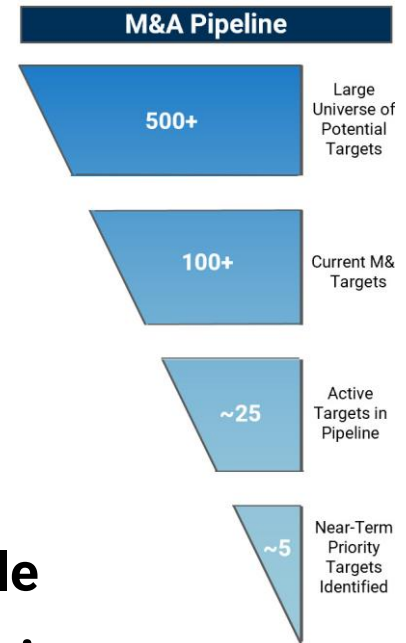 M&A Pipeline
500+
Large
Universe of
Potential
Targets
100+
Current M&
Targets
~25
Active
Targets in
Pipeline
~5
Near-Term
Priority
Targets
Identified